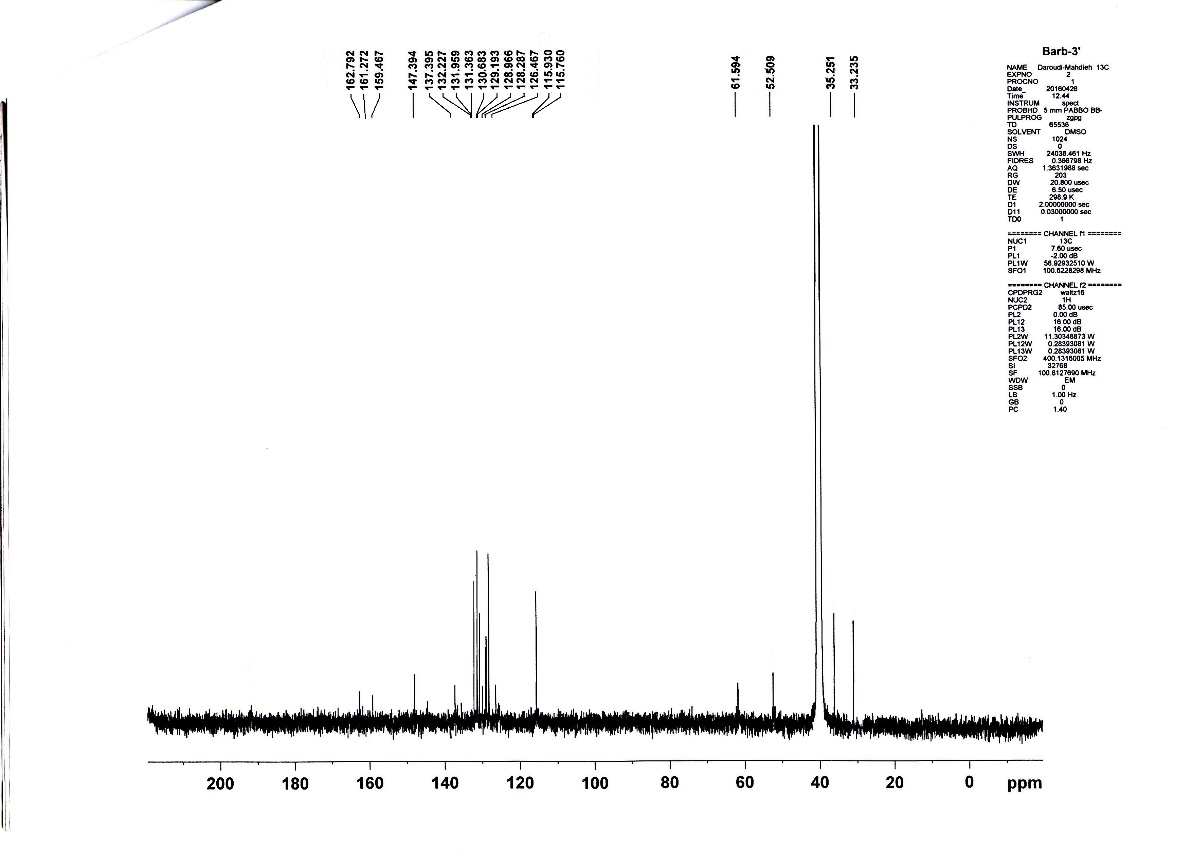 162.792
161.272
159.467
147.394
137.395
132.227
131.959
131.363
130.683
129.193
128.966
128.287
126.467
115.930
115.760
61.594
52.509
35.251
33.235
Barb-3'
NAME Daroudi-Mahdieh 13C
EXPNO 2
PROCNO 1
Date_ 20160426
Time 12.44
INSTRUM spect
PROBHD 5 mm PABBO BB-
PULPROG zgpg
TD 65536
SOLVENT DMSO
NS 1024
DS 0
SWH 24038.461 Hz
FIDRES 0.366798 Hz
AQ 1.3631988 sec
RG 203
DW 20.800 usec
DE 6.50 usec
TE 298.9 K
D1 2.00000000 sec
D11 0.03000000 sec
TD0 1
======== CHANNEL f1 ========
NUC1 13C
P1 7.60 usec
PL1 -2.00 dB
PL1W 56.92932510 W
SFO1 100.6228298 MHz
======== CHANNEL f2 ========
CPDPRG2 waltz16
NUC2 1H
PCPD2 85.00 usec
PL2 0.00 dB
PL12 16.00 dB
PL13 16.00 dB
PL2W 11.30346873 W
PL12W 0.28393081 W
PL13W 0.28393081 W
SFO2 400.1316005 MHz
SI 32768
SF 100.6127690 MHz
WDW EM
SSB 0
LB 1.00 Hz
GB 0
PC 1.40
200 180 160 140 120 100 80 60 40 20 0 ppm